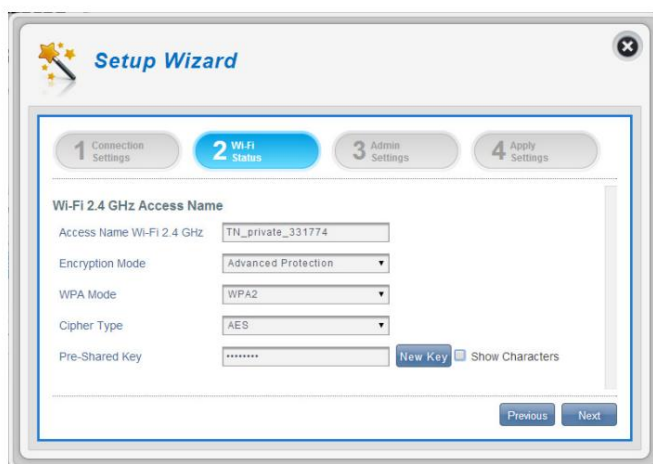 Setup Wizard
1 Connection Settings
2 Wi-Fi Status
3 Admin Settings
4 Apply Settings
Wi-Fi 2.4 GHz Access Name
Access Name Wi-Fi 2.4 GHz TN_private_331774
Encryption Mode Advanced Protection
WPA Mode WPA2
Cipher Type AES
Pre-Shared Key •••••••• New Key Show Characters
Previous Next